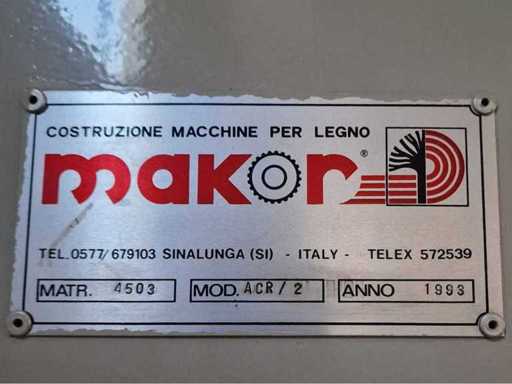 COSTRUZIONE MACCHINE PER LEGNO
makor®
TEL.0577/679103 SINALUNGA (SI) - ITALY - TELEX 572539
MATR. 4503 MOD. ACR/2 ANNO 1993